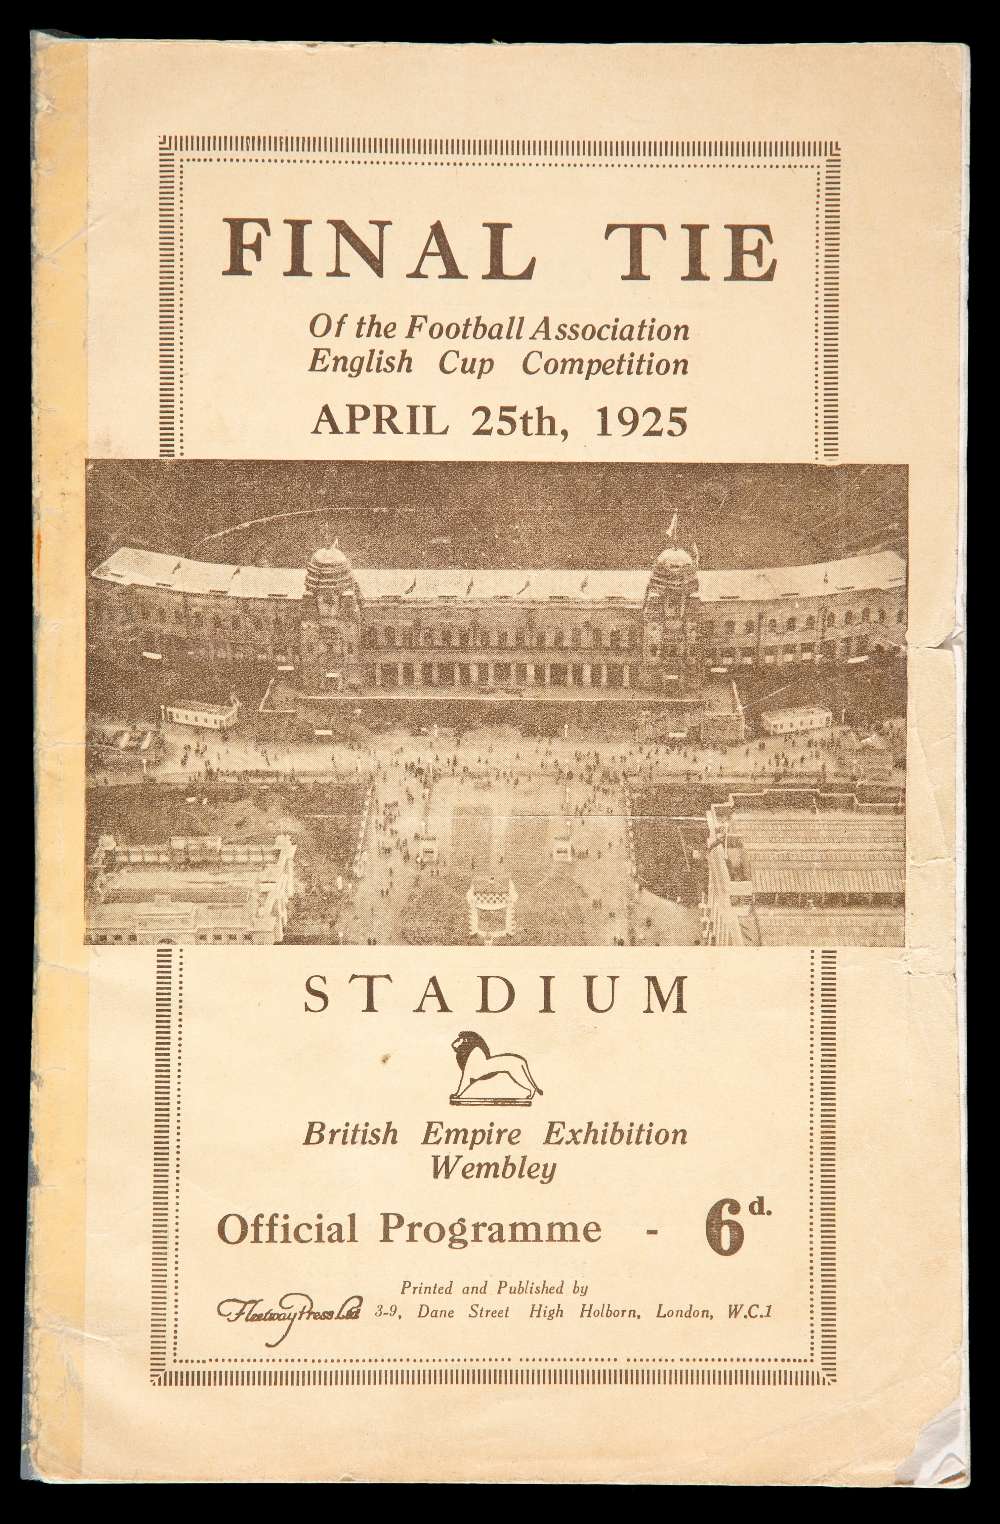 FINAL TIE
Of the Football Association
English Cup Competition
APRIL 25th, 1925
STADIUM
British Empire Exhibition
Wembley
Official Programme - 6d.
Printed and Published by
Fleetway Press Ltd 3-9, Dane Street High Holborn, London, W.C.1